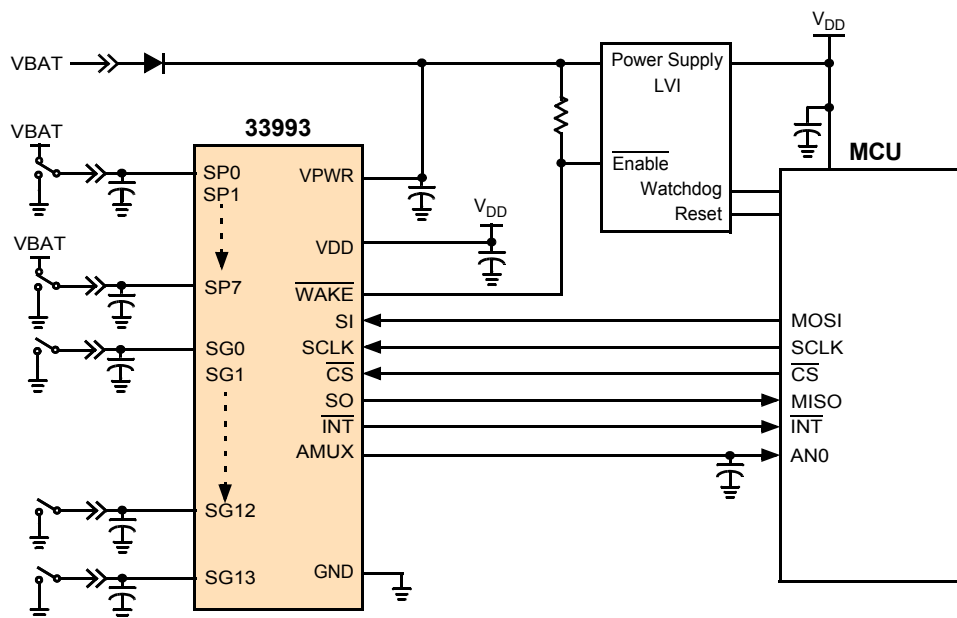 VDD
VBAT
Power Supply
LVI
VBAT
33993
MCU
SP0
SP1
VPWR
Enable
Watchdog
Reset
VDD
VDD
VBAT
SP7
WAKE
SI
MOSI
SG0
SCLK
SCLK
SG1
CS
CS
SO
MISO
INT
INT
AMUX
AN0
SG12
SG13
GND